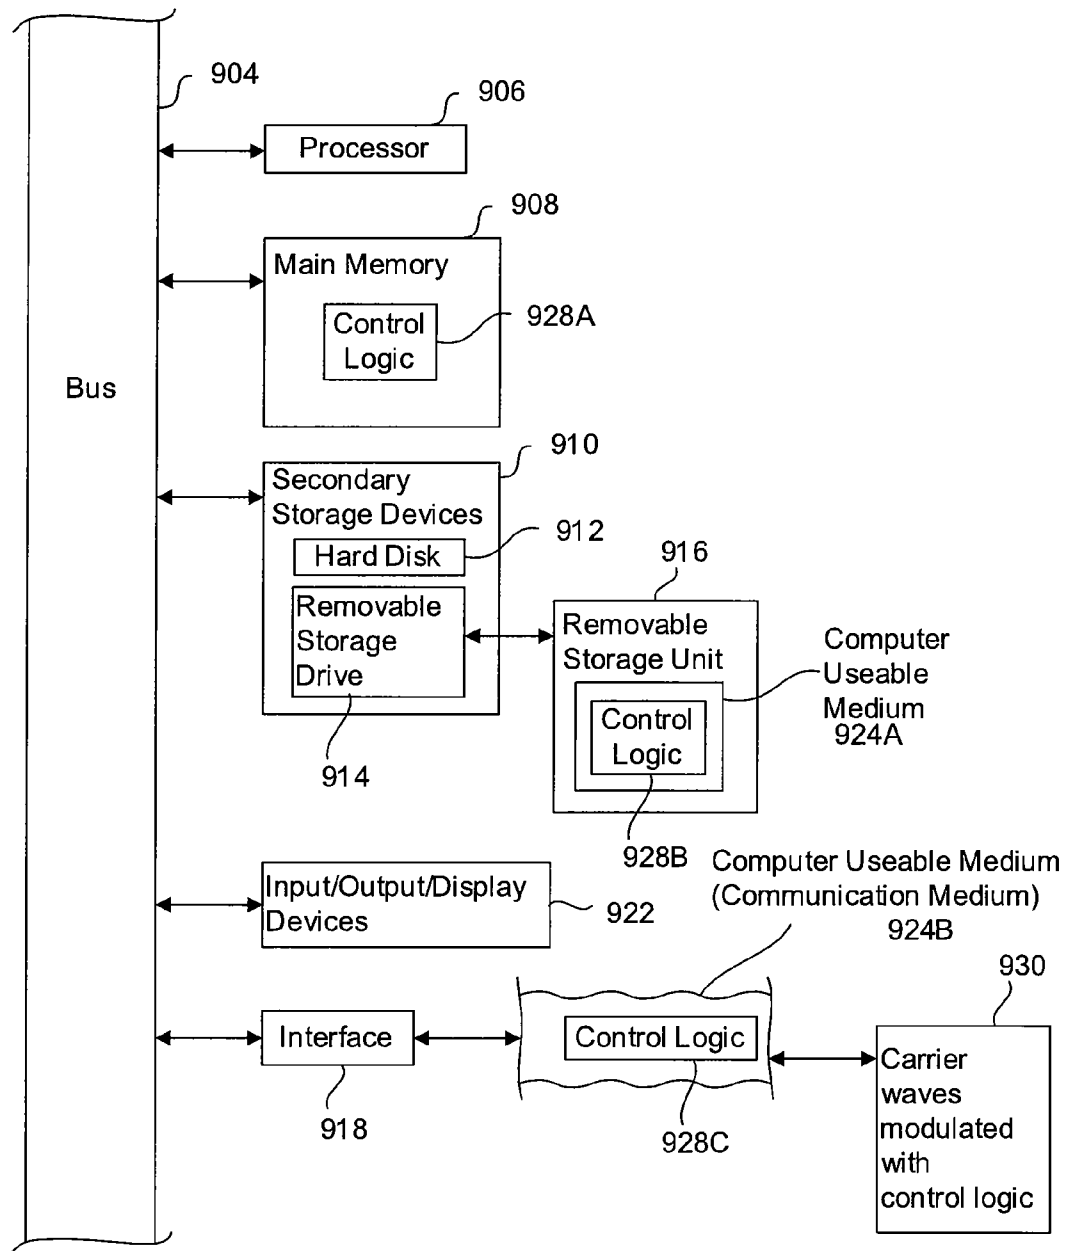 904
906
Processor
908
Main Memory
Control
Logic
928A
Bus
910
Secondary
Storage Devices
912
Hard Disk
916
Removable
Storage
Drive
Removable
Storage Unit
Computer
Useable
Medium
924A
Control
Logic
914
928B
Computer Useable Medium
(Communication Medium)
924B
Input/Output/Display
Devices
922
930
Interface
Control Logic
Carrier
waves
modulated
with
control logic
918
928C